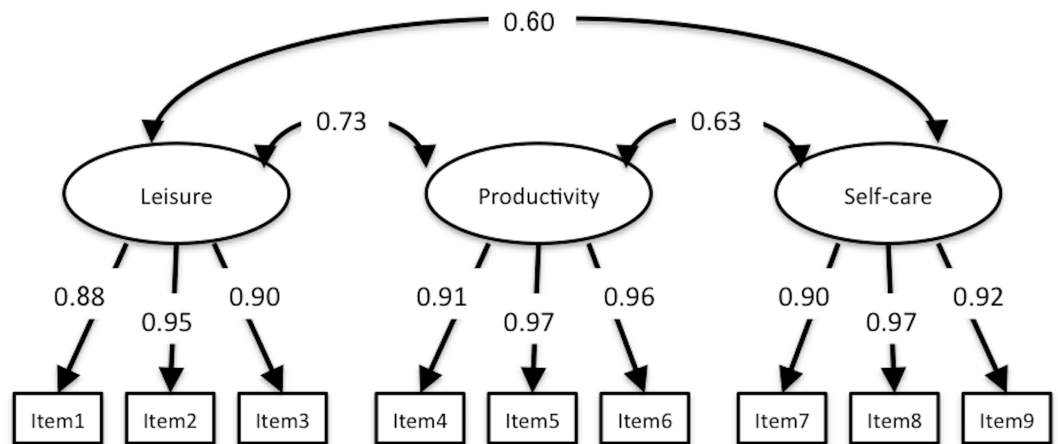 0.60
0.73 0.63
Leisure Productivity Self-care
0.88 0.95 0.90 0.91 0.97 0.96 0.90 0.97 0.92
Item1 Item2 Item3 Item4 Item5 Item6 Item7 Item8 Item9